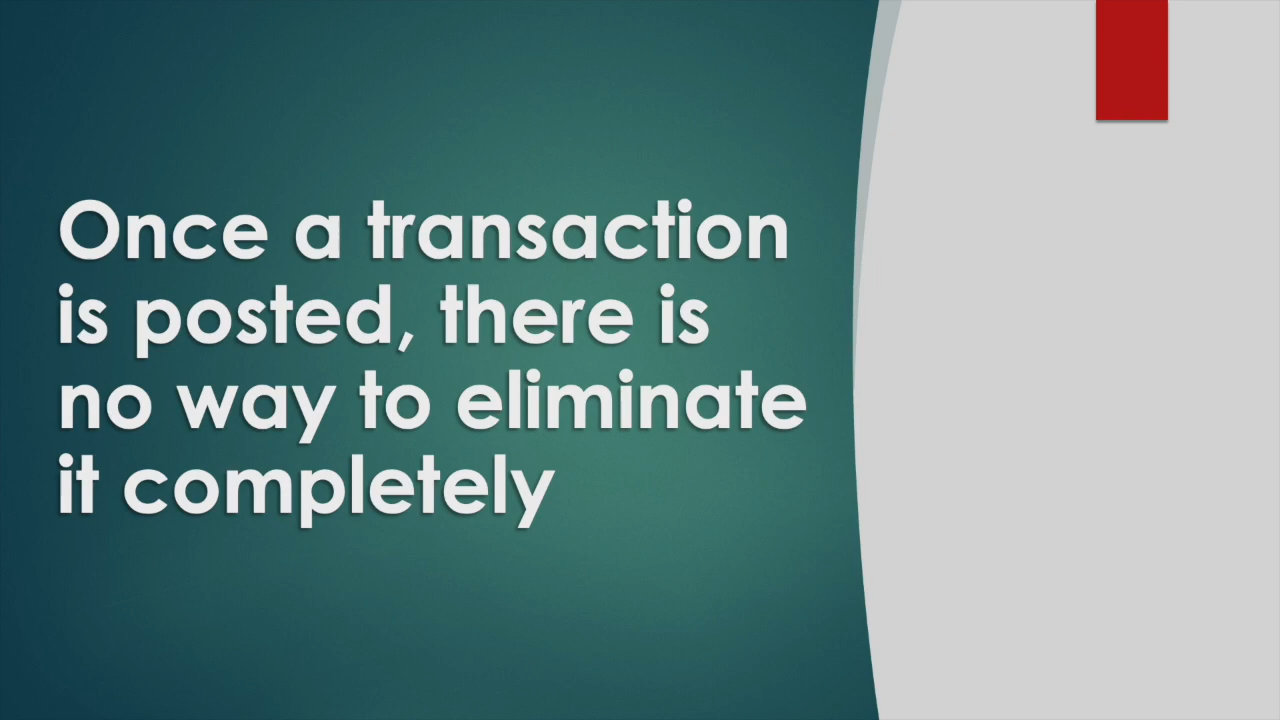 Once a transaction
is posted, there is
no way to eliminate
it completely